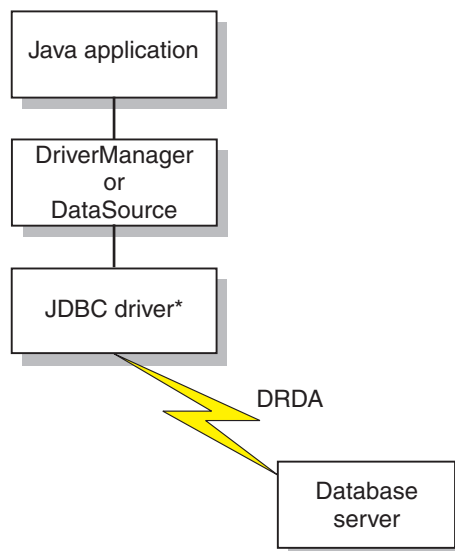 Java application
DriverManager
or
DataSource
JDBC driver*
DRDA
Database
server